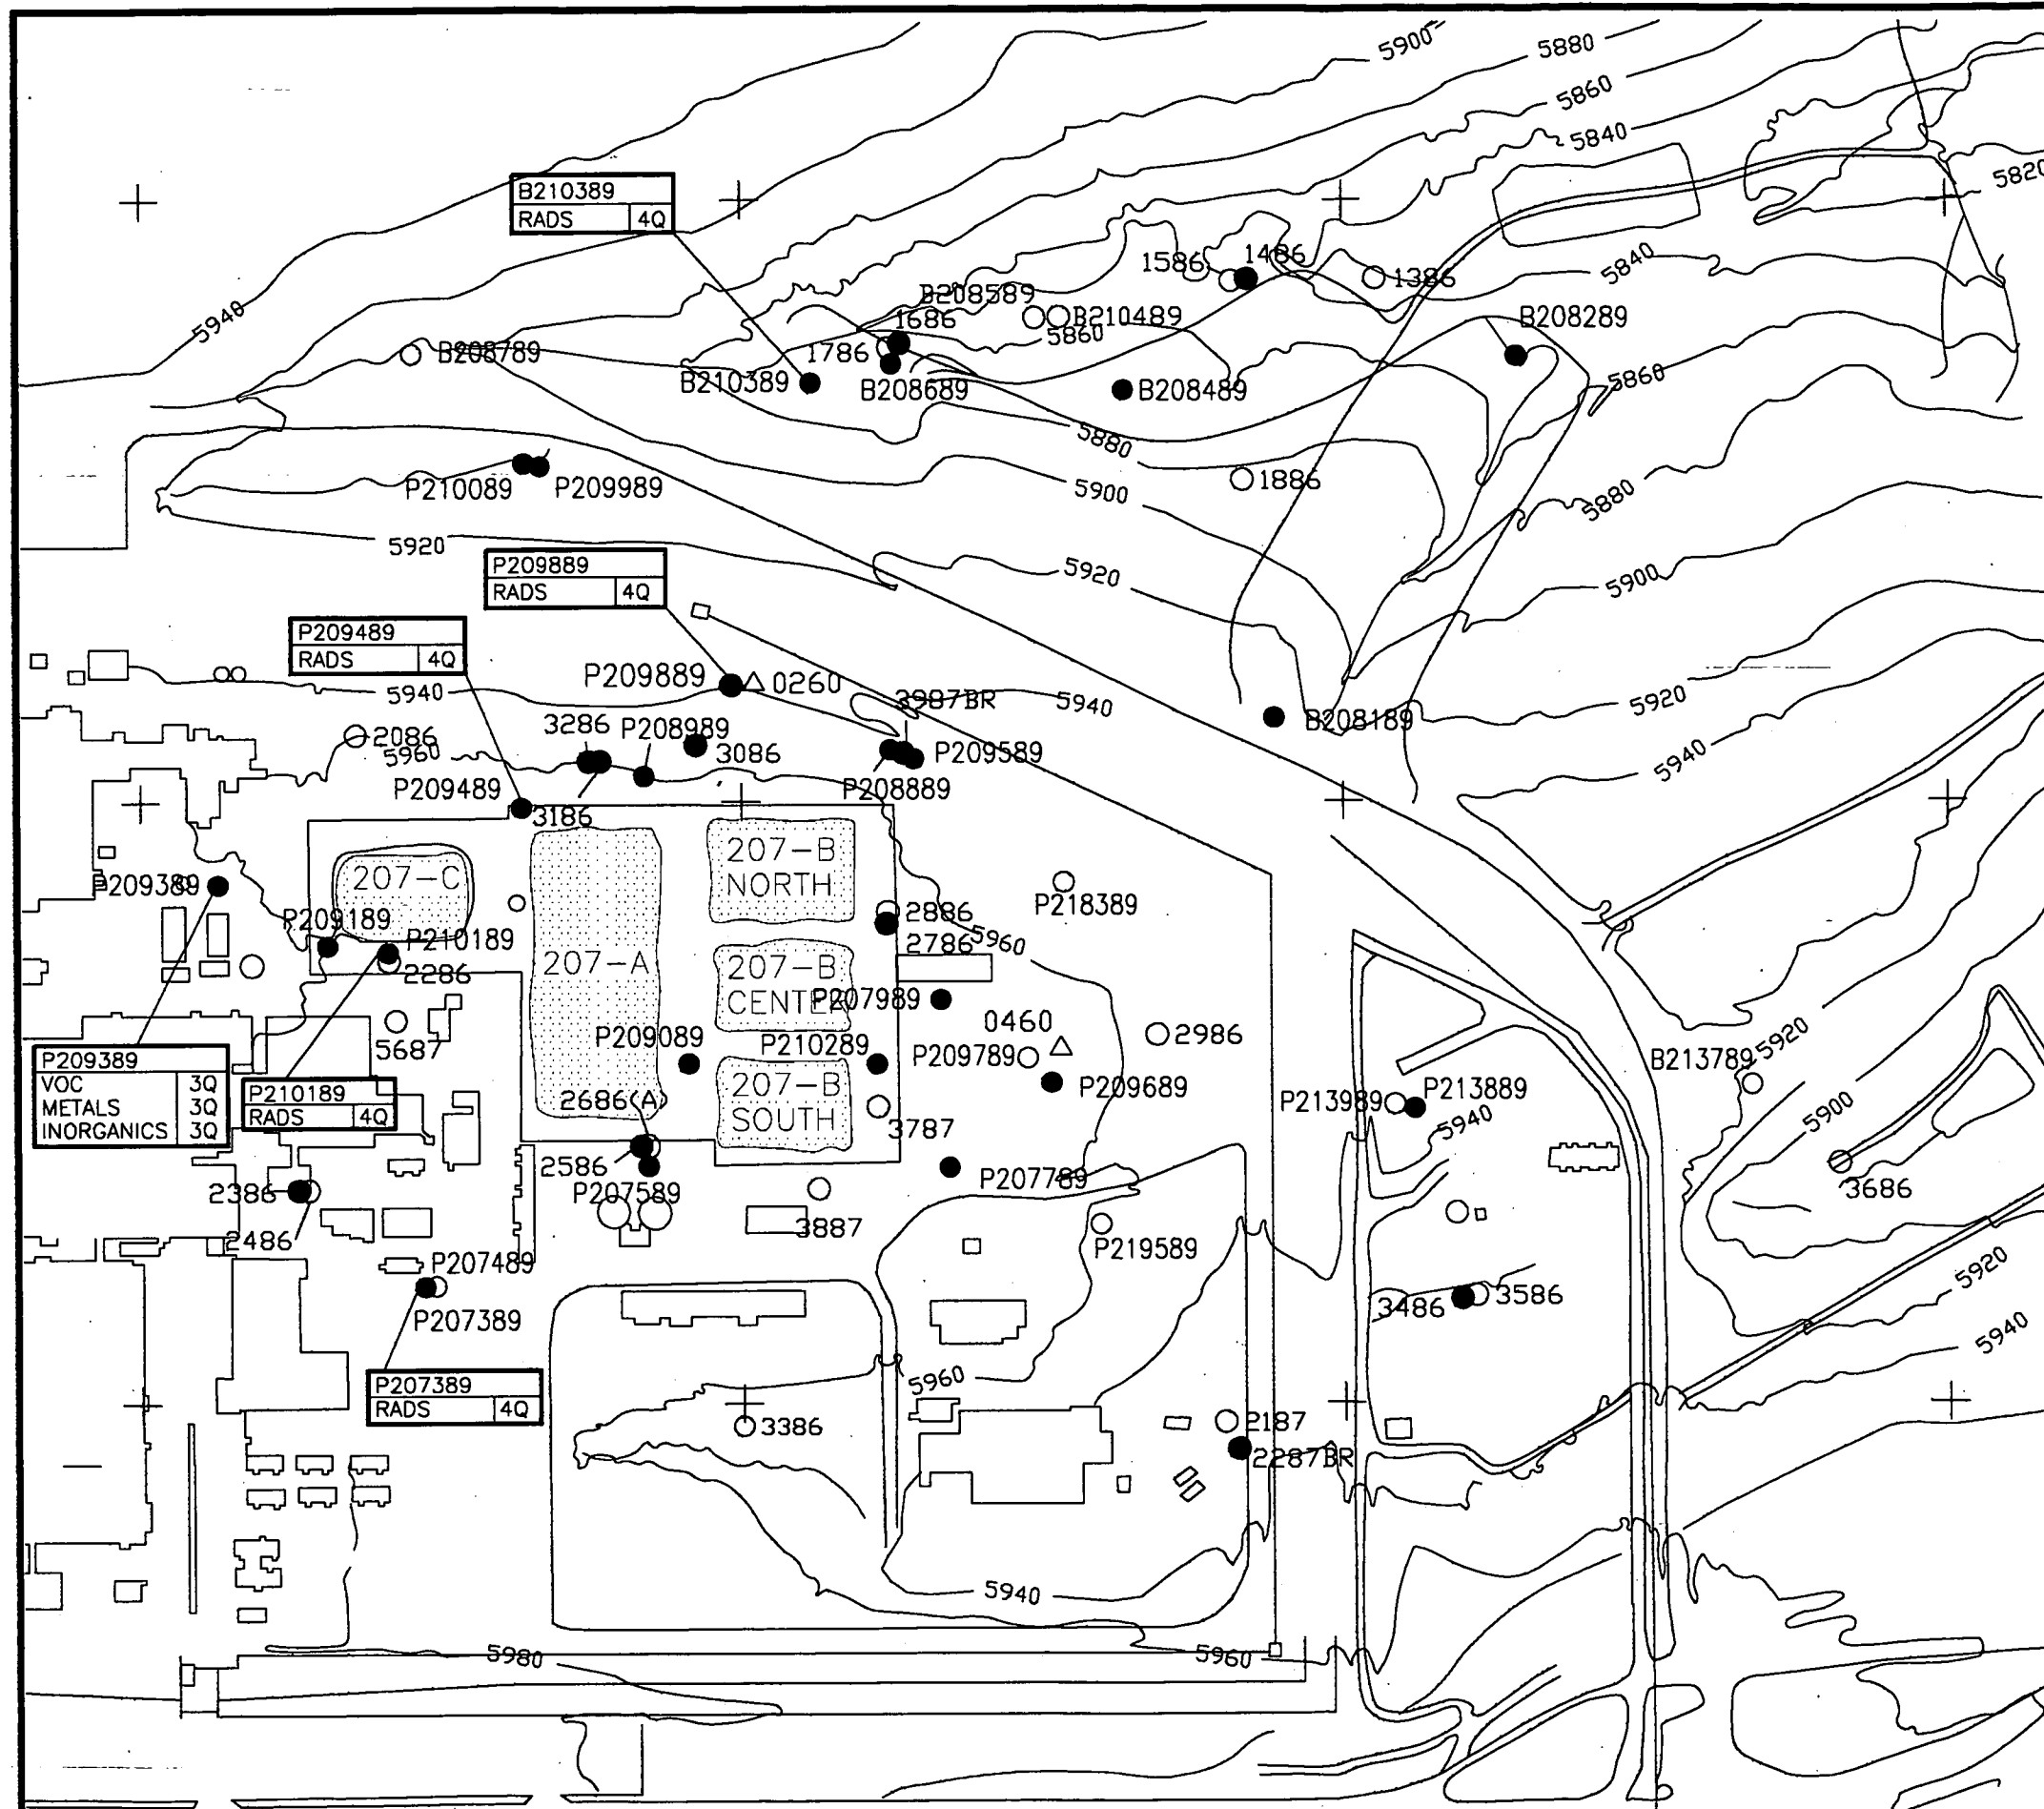 5900
5880
5860
5840
5820
B210389
RADS 4Q
1586
1486
1386
5840
B208589
B210489
B208289
5940
1686
5860
B208789
1786
B210389
B208689
B208489
5860
5880
P210089
P209989
5900
1886
5880
5920
P209889
RADS 4Q
5920
5900
P209489
RADS 4Q
5940
P209889
0260
3987BR
5940
5920
B208189
2086
3286
P208989
5960
3086
P209589
P209489
P208889
5940
3186
207-C
207-B
NORTH
P209389
P218389
P209189
P210189
2886
2786
5960
2286
207-A
207-B
CENTER
P207989
0460
2986
5687
P209089
P210289
P209789
B213789
5920
P209389
VOC 3Q
METALS 3Q
INORGANICS 3Q
P210189
RADS 4Q
207-B
SOUTH
P209689
P213989
P213889
5900
2686(A)
3787
5940
2586
P207589
P207789
2386
3686
2486
3887
P219589
P207489
5920
3486
3586
P207389
5940
P207389
RADS 4Q
5960
3386
2187
2287BR
5940
5980
5960